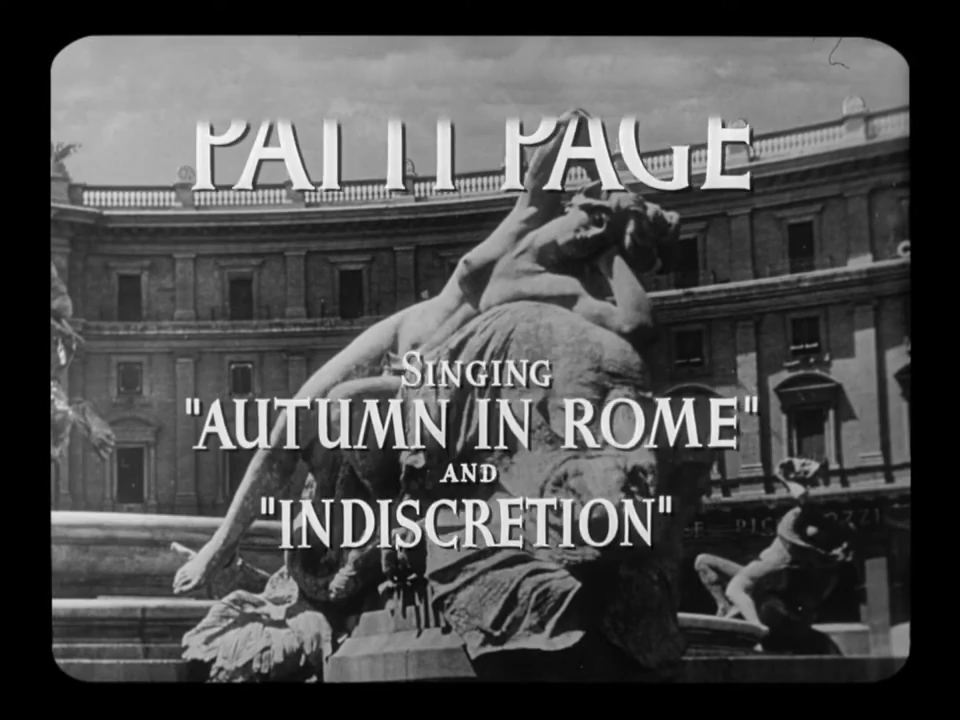 PATTI PAGE
SINGING
"AUTUMN IN ROME"
AND
"INDISCRETION"